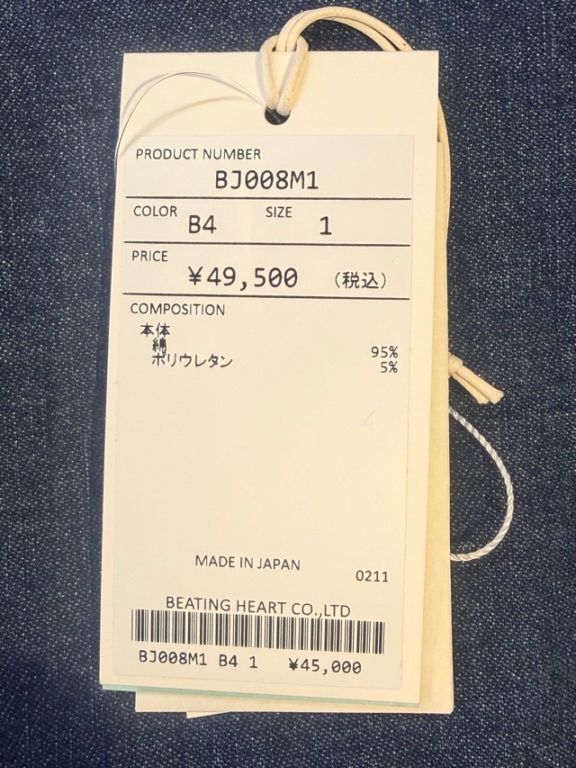 PRODUCT NUMBER
BJ008M1
COLOR B4 SIZE 1
PRICE
¥49,500 (税込)
COMPOSITION
本体
綿 95%
ポリウレタン 5%
MADE IN JAPAN
0211
BEATING HEART CO.,LTD
BJ008M1 B4 1 ¥45,000